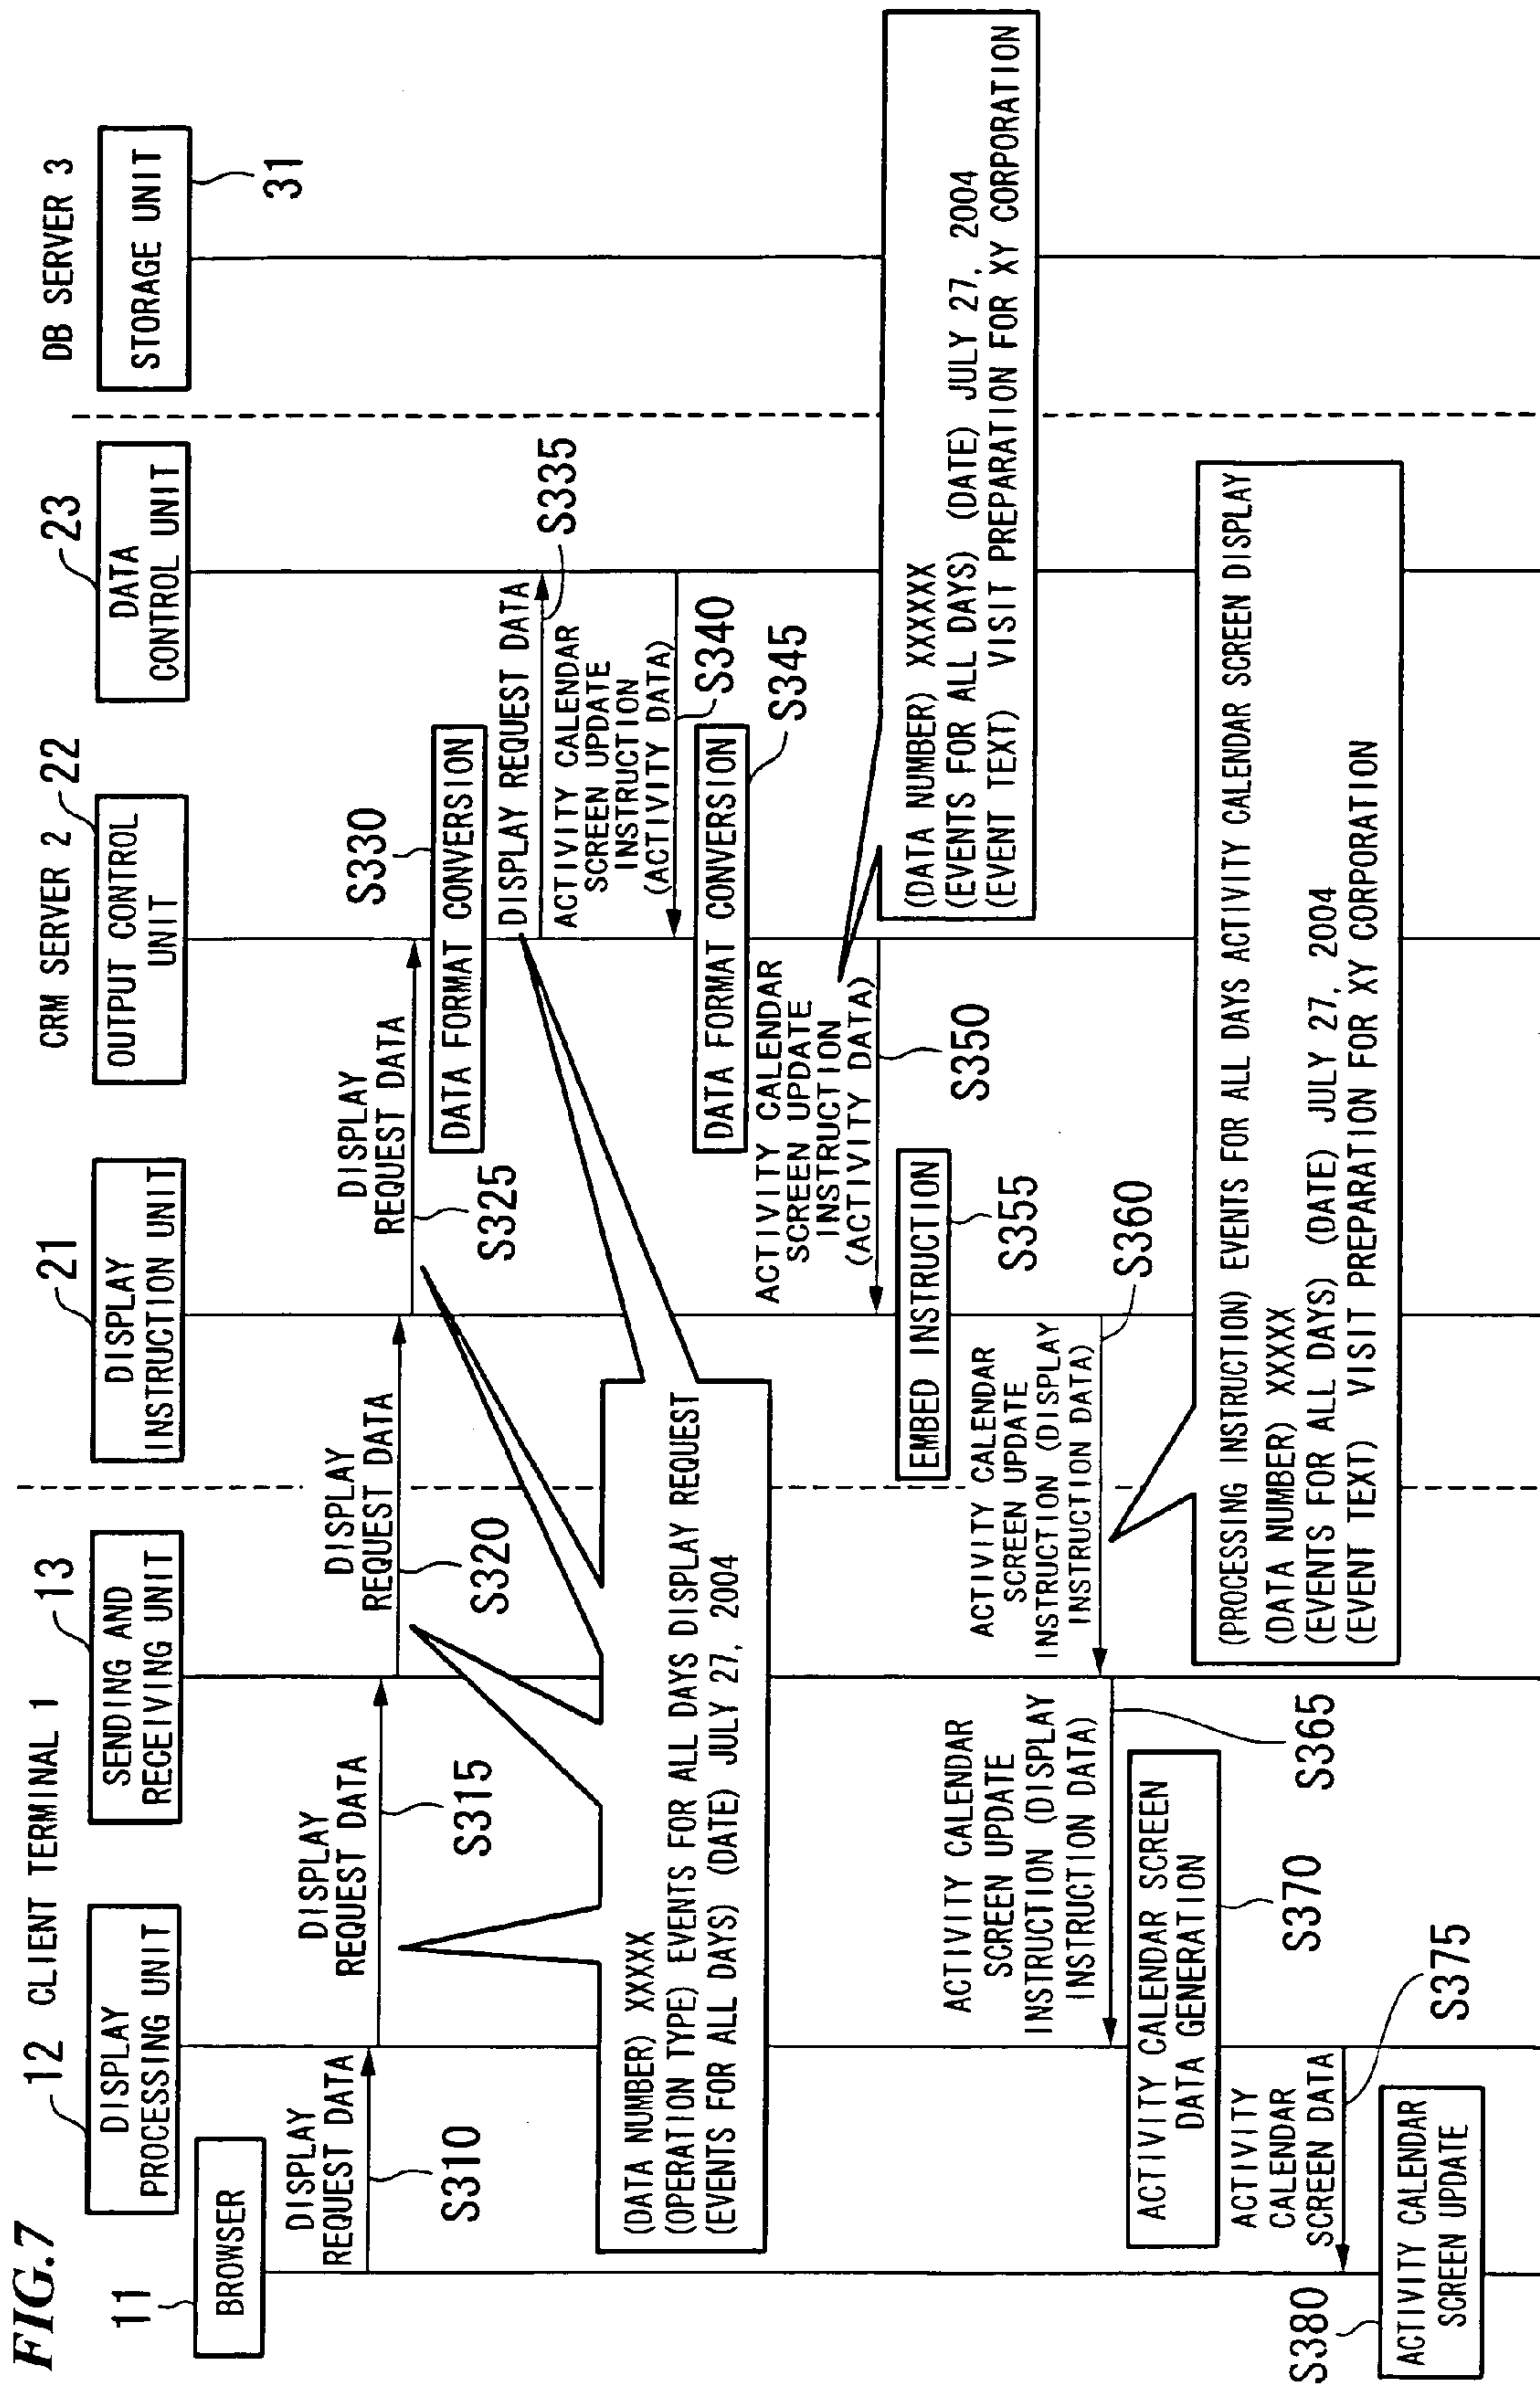 FIG.7
CLIENT TERMINAL 1
CRM SERVER 2
DB SERVER 3
11
12
13
21
22
23
BROWSER
DISPLAY
PROCESSING UNIT
SENDING AND
RECEIVING UNIT
DISPLAY
INSTRUCTION UNIT
OUTPUT CONTROL
UNIT
DATA
CONTROL UNIT
STORAGE UNIT
31
DISPLAY
REQUEST DATA
S310
DISPLAY
REQUEST DATA
S315
DISPLAY
REQUEST DATA
S320
DISPLAY
REQUEST DATA
S325
S330
DATA FORMAT CONVERSION
DISPLAY REQUEST DATA
S335
(DATA NUMBER) XXXXX
(OPERATION TYPE) EVENTS FOR ALL DAYS DISPLAY REQUEST
(EVENTS FOR ALL DAYS) (DATE) JULY 27, 2004
ACTIVITY CALENDAR
SCREEN UPDATE
INSTRUCTION
(ACTIVITY DATA)
S340
DATA FORMAT CONVERSION
S345
ACTIVITY CALENDAR
SCREEN UPDATE
INSTRUCTION
(ACTIVITY DATA)
S350
(DATA NUMBER) XXXXX
(EVENTS FOR ALL DAYS) (DATE) JULY 27, 2004
(EVENT TEXT) VISIT PREPARATION FOR XY CORPORATION
EMBED INSTRUCTION
S355
ACTIVITY CALENDAR
SCREEN UPDATE
INSTRUCTION (DISPLAY
INSTRUCTION DATA)
S360
(PROCESSING INSTRUCTION) EVENTS FOR ALL DAYS ACTIVITY CALENDAR SCREEN DISPLAY
(DATA NUMBER) XXXXX
(EVENTS FOR ALL DAYS) (DATE) JULY 27, 2004
(EVENT TEXT) VISIT PREPARATION FOR XY CORPORATION
ACTIVITY CALENDAR
SCREEN UPDATE
INSTRUCTION (DISPLAY
INSTRUCTION DATA)
S365
ACTIVITY CALENDAR SCREEN
DATA GENERATION
S370
ACTIVITY
CALENDAR
SCREEN DATA
S375
S380
ACTIVITY CALENDAR
SCREEN UPDATE